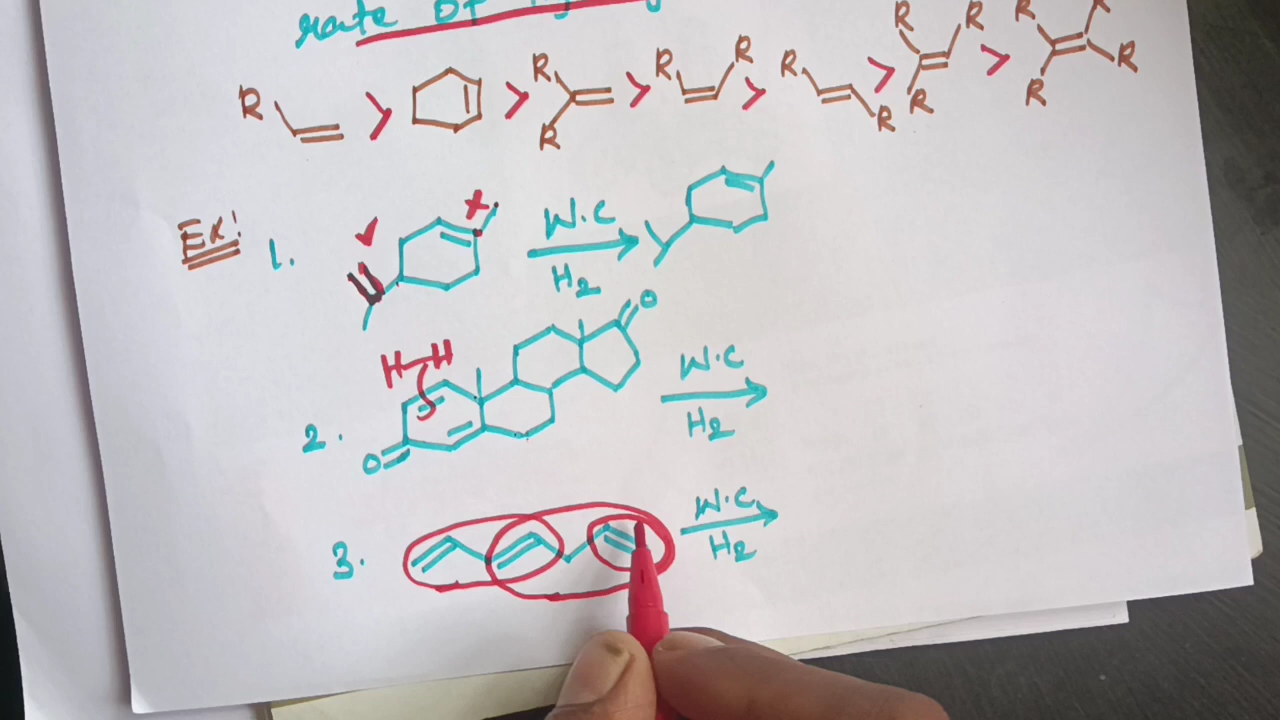 rate of
R > > R R > R R > R R > R R R > R R R R
Ex:
1. W.C H2
2. H-H O O W.C H2
3. W.C H2